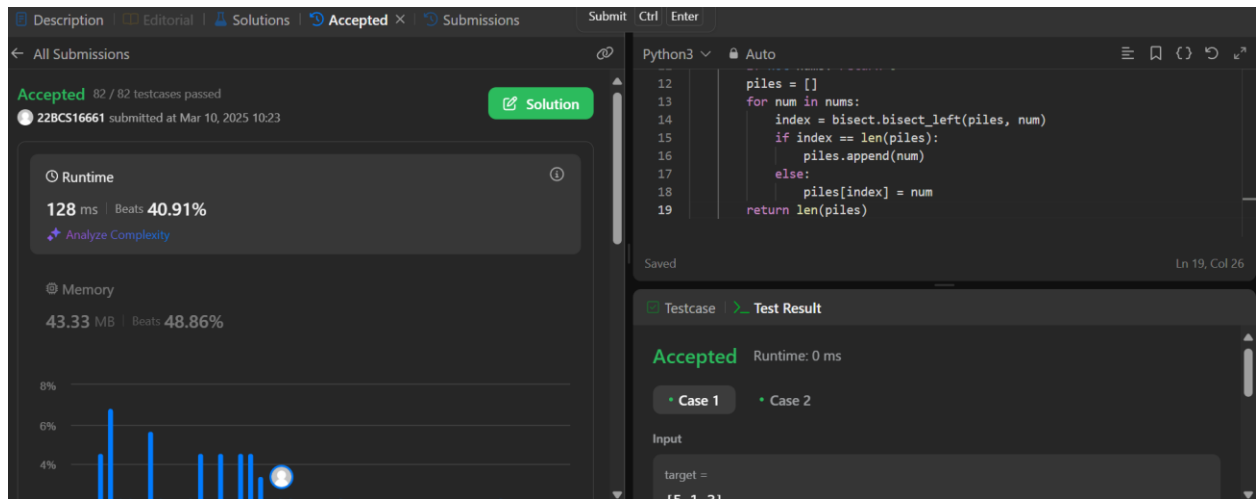 Description Editorial Solutions Accepted Submissions
Submit Ctrl Enter
All Submissions
Accepted 82 / 82 testcases passed
22BCS16661 submitted at Mar 10, 2025 10:23
Solution
Runtime
128 ms Beats 40.91%
Analyze Complexity
Memory
43.33 MB Beats 48.86%
8%
6%
4%
Python3 Auto
12 piles = []
13 for num in nums:
14 index = bisect.bisect_left(piles, num)
15 if index == len(piles):
16 piles.append(num)
17 else:
18 piles[index] = num
19 return len(piles)
Saved Ln 19, Col 26
Testcase >_ Test Result
Accepted Runtime: 0 ms
Case 1 Case 2
Input
target =